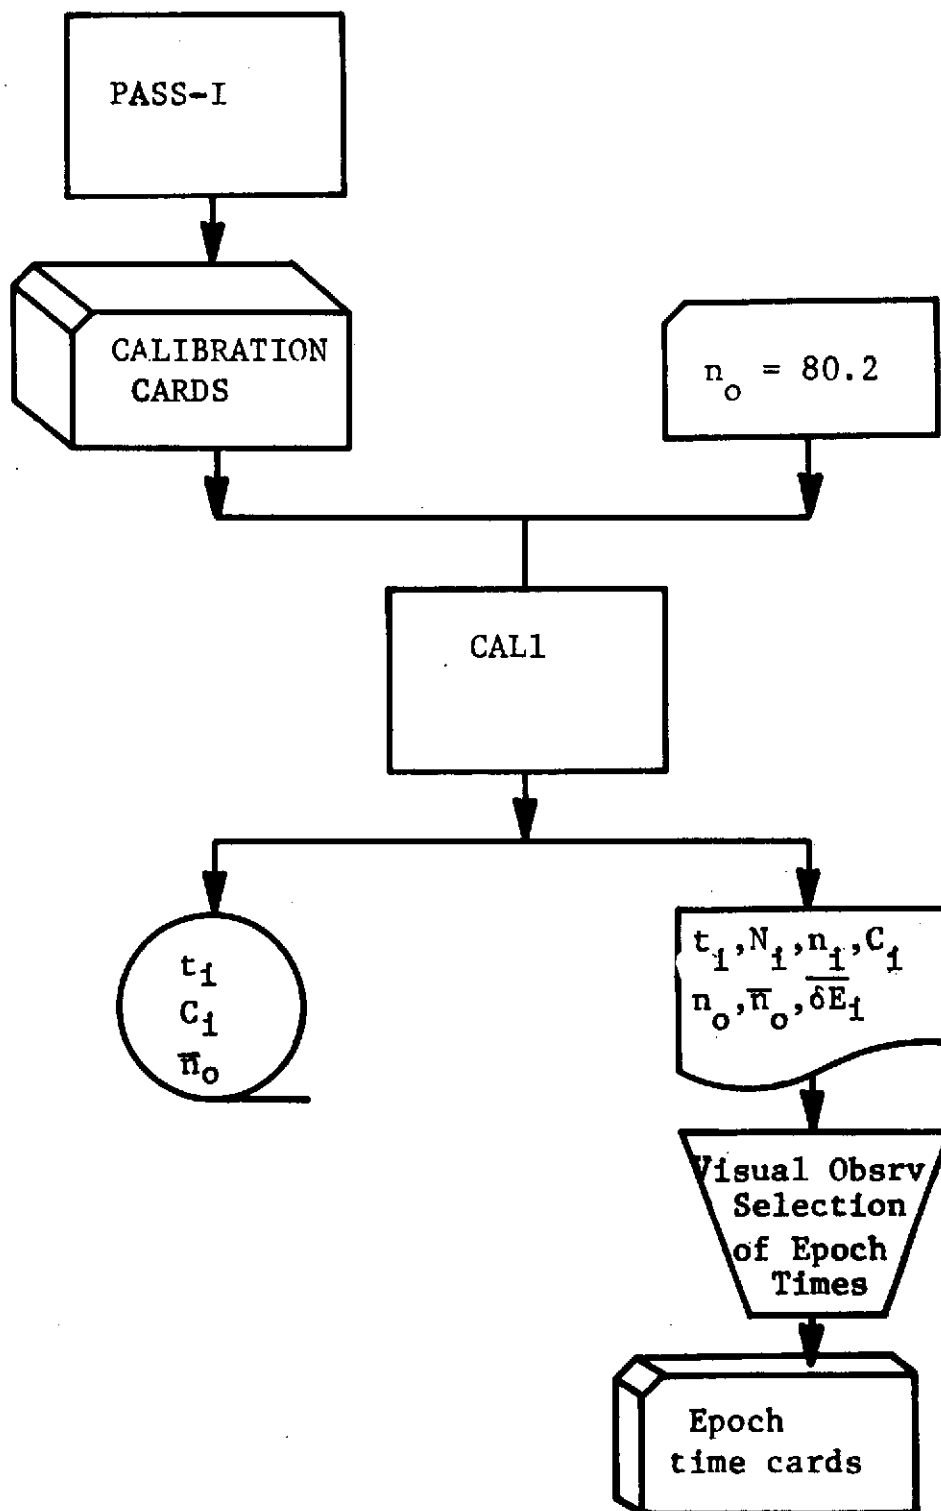 PASS-I
CALIBRATION
CARDS
n_o = 80.2
CAL1
t_i
C_i
n̅_o
t_i,N_i,n_i,C_i
n_o,n̅_o,δ̅E̅_i
Visual Obsrv
Selection
of Epoch
Times
Epoch
time cards